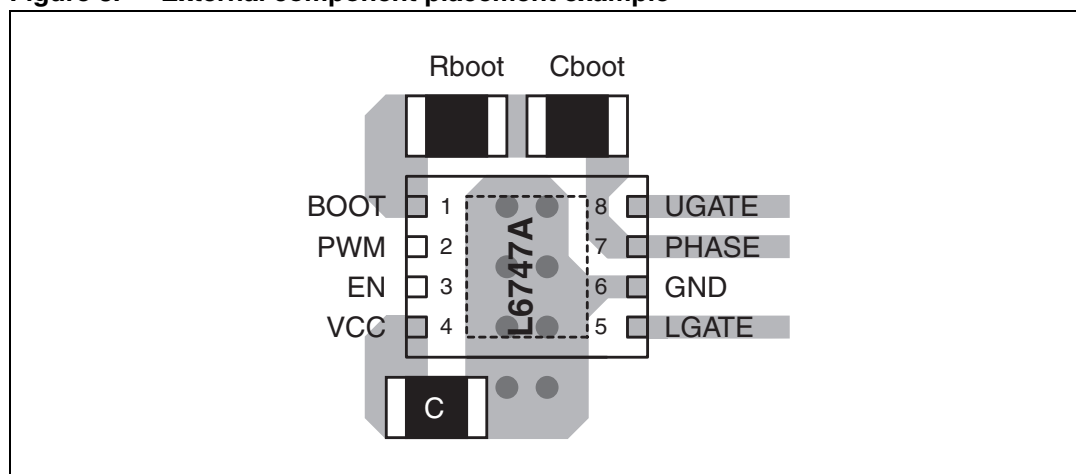 Figure External component placement example
Rboot Cboot
BOOT 1 8 UGATE
PWM 2 7 PHASE
EN 3 6 GND
VCC 4 5 LGATE
L6747A
C